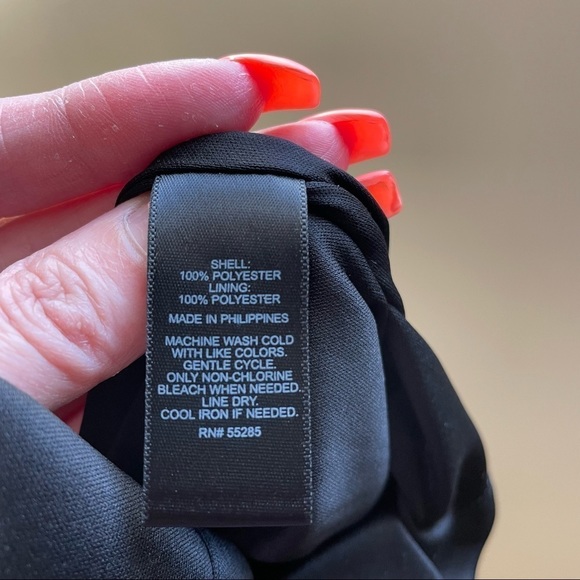 SHELL:
100% POLYESTER
LINING:
100% POLYESTER
MADE IN PHILIPPINES
MACHINE WASH COLD
WITH LIKE COLORS.
GENTLE CYCLE.
ONLY NON-CHLORINE
BLEACH WHEN NEEDED.
LINE DRY.
COOL IRON IF NEEDED.
RN# 55285